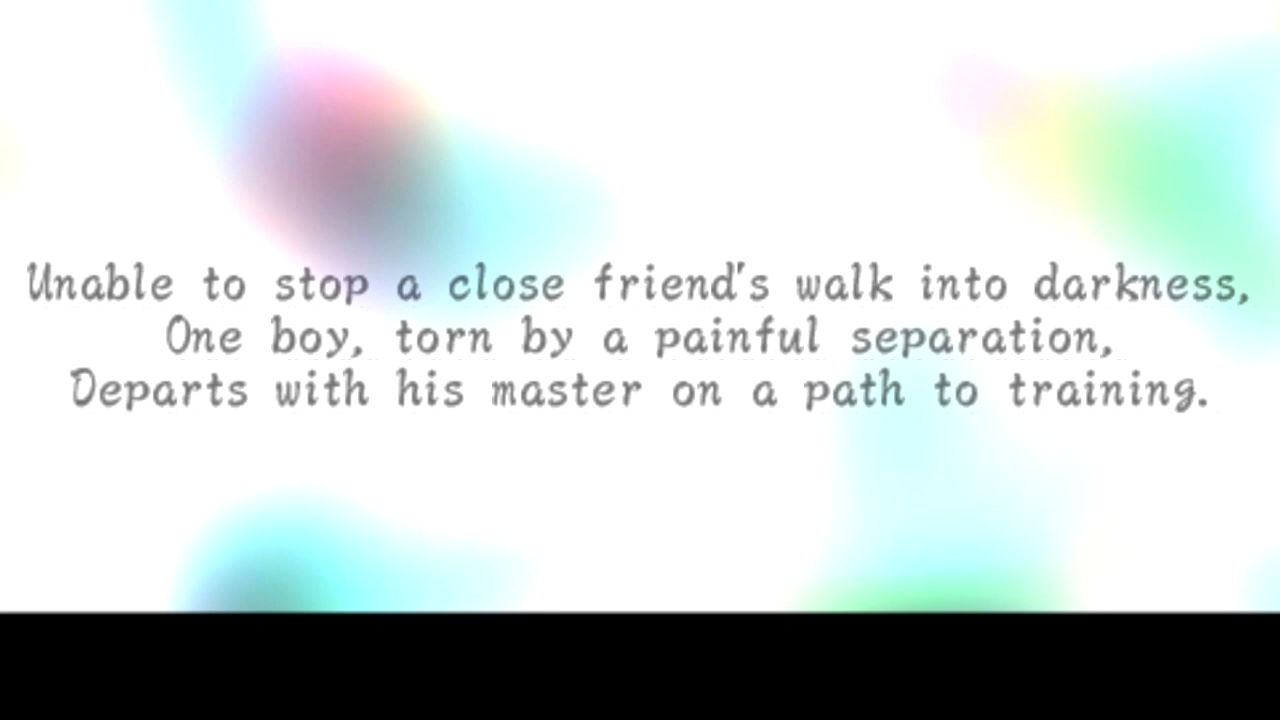 Unable to stop a close friend's walk into darkness,
One boy, torn by a painful separation,
Departs with his master on a path to training.